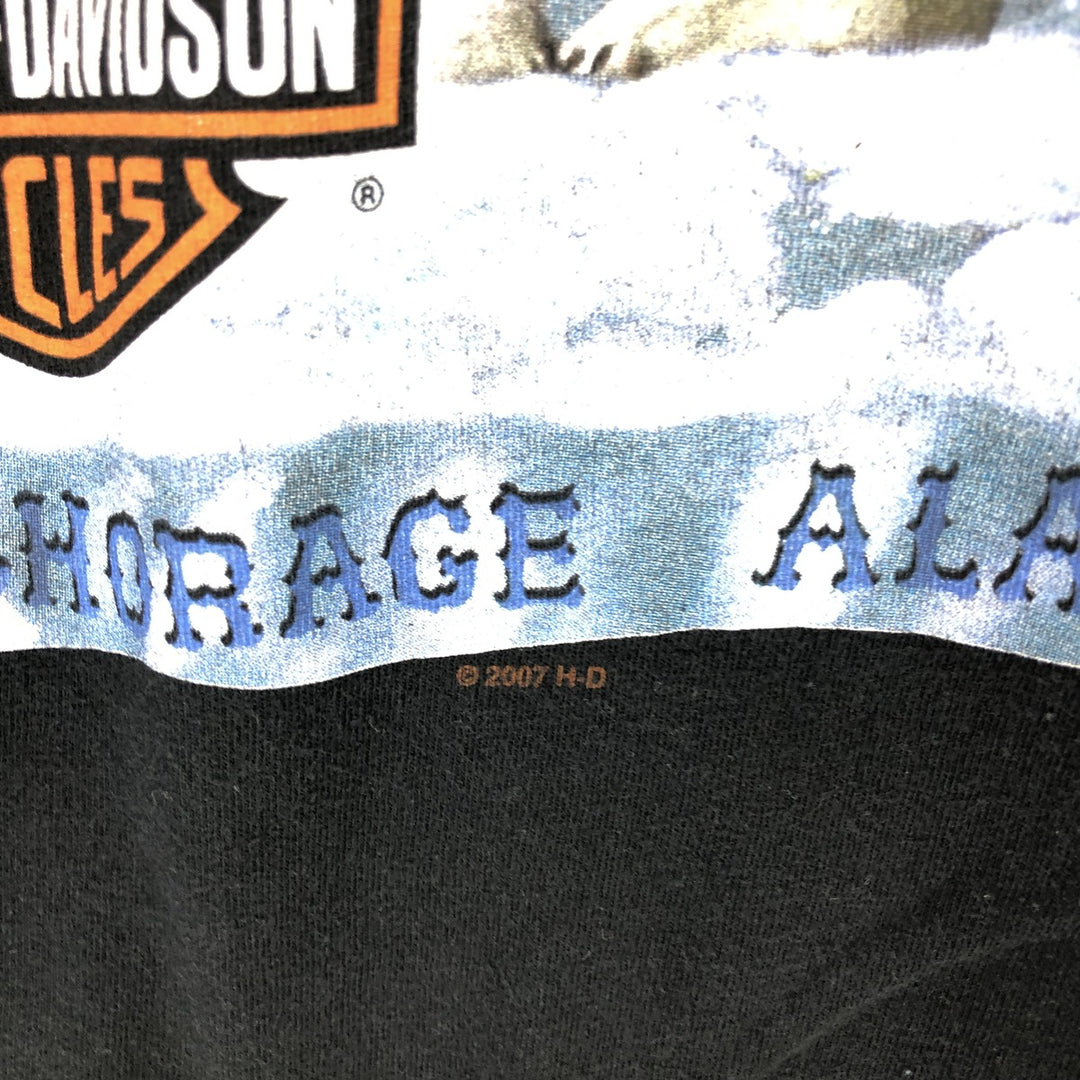 DAVIDSON
CLES
®
HORAGE ALA
© 2007 H-D